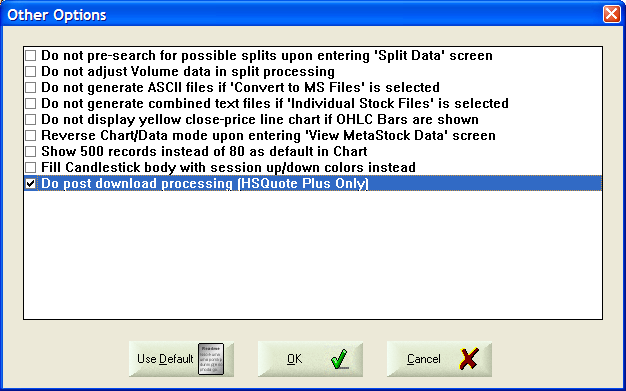 Other Options
Do not pre-search for possible splits upon entering 'Split Data' screen
Do not adjust Volume data in split processing
Do not generate ASCII files if 'Convert to MS Files' is selected
Do not generate combined text files if 'Individual Stock Files' is selected
Do not display yellow close-price line chart if OHLC Bars are shown
Reverse Chart/Data mode upon entering 'View MetaStock Data' screen
Show 500 records instead of 80 as default in Chart
Fill Candlestick body with session up/down colors instead
Do post download processing (HSQuote Plus Only)
Use Default
OK
Cancel